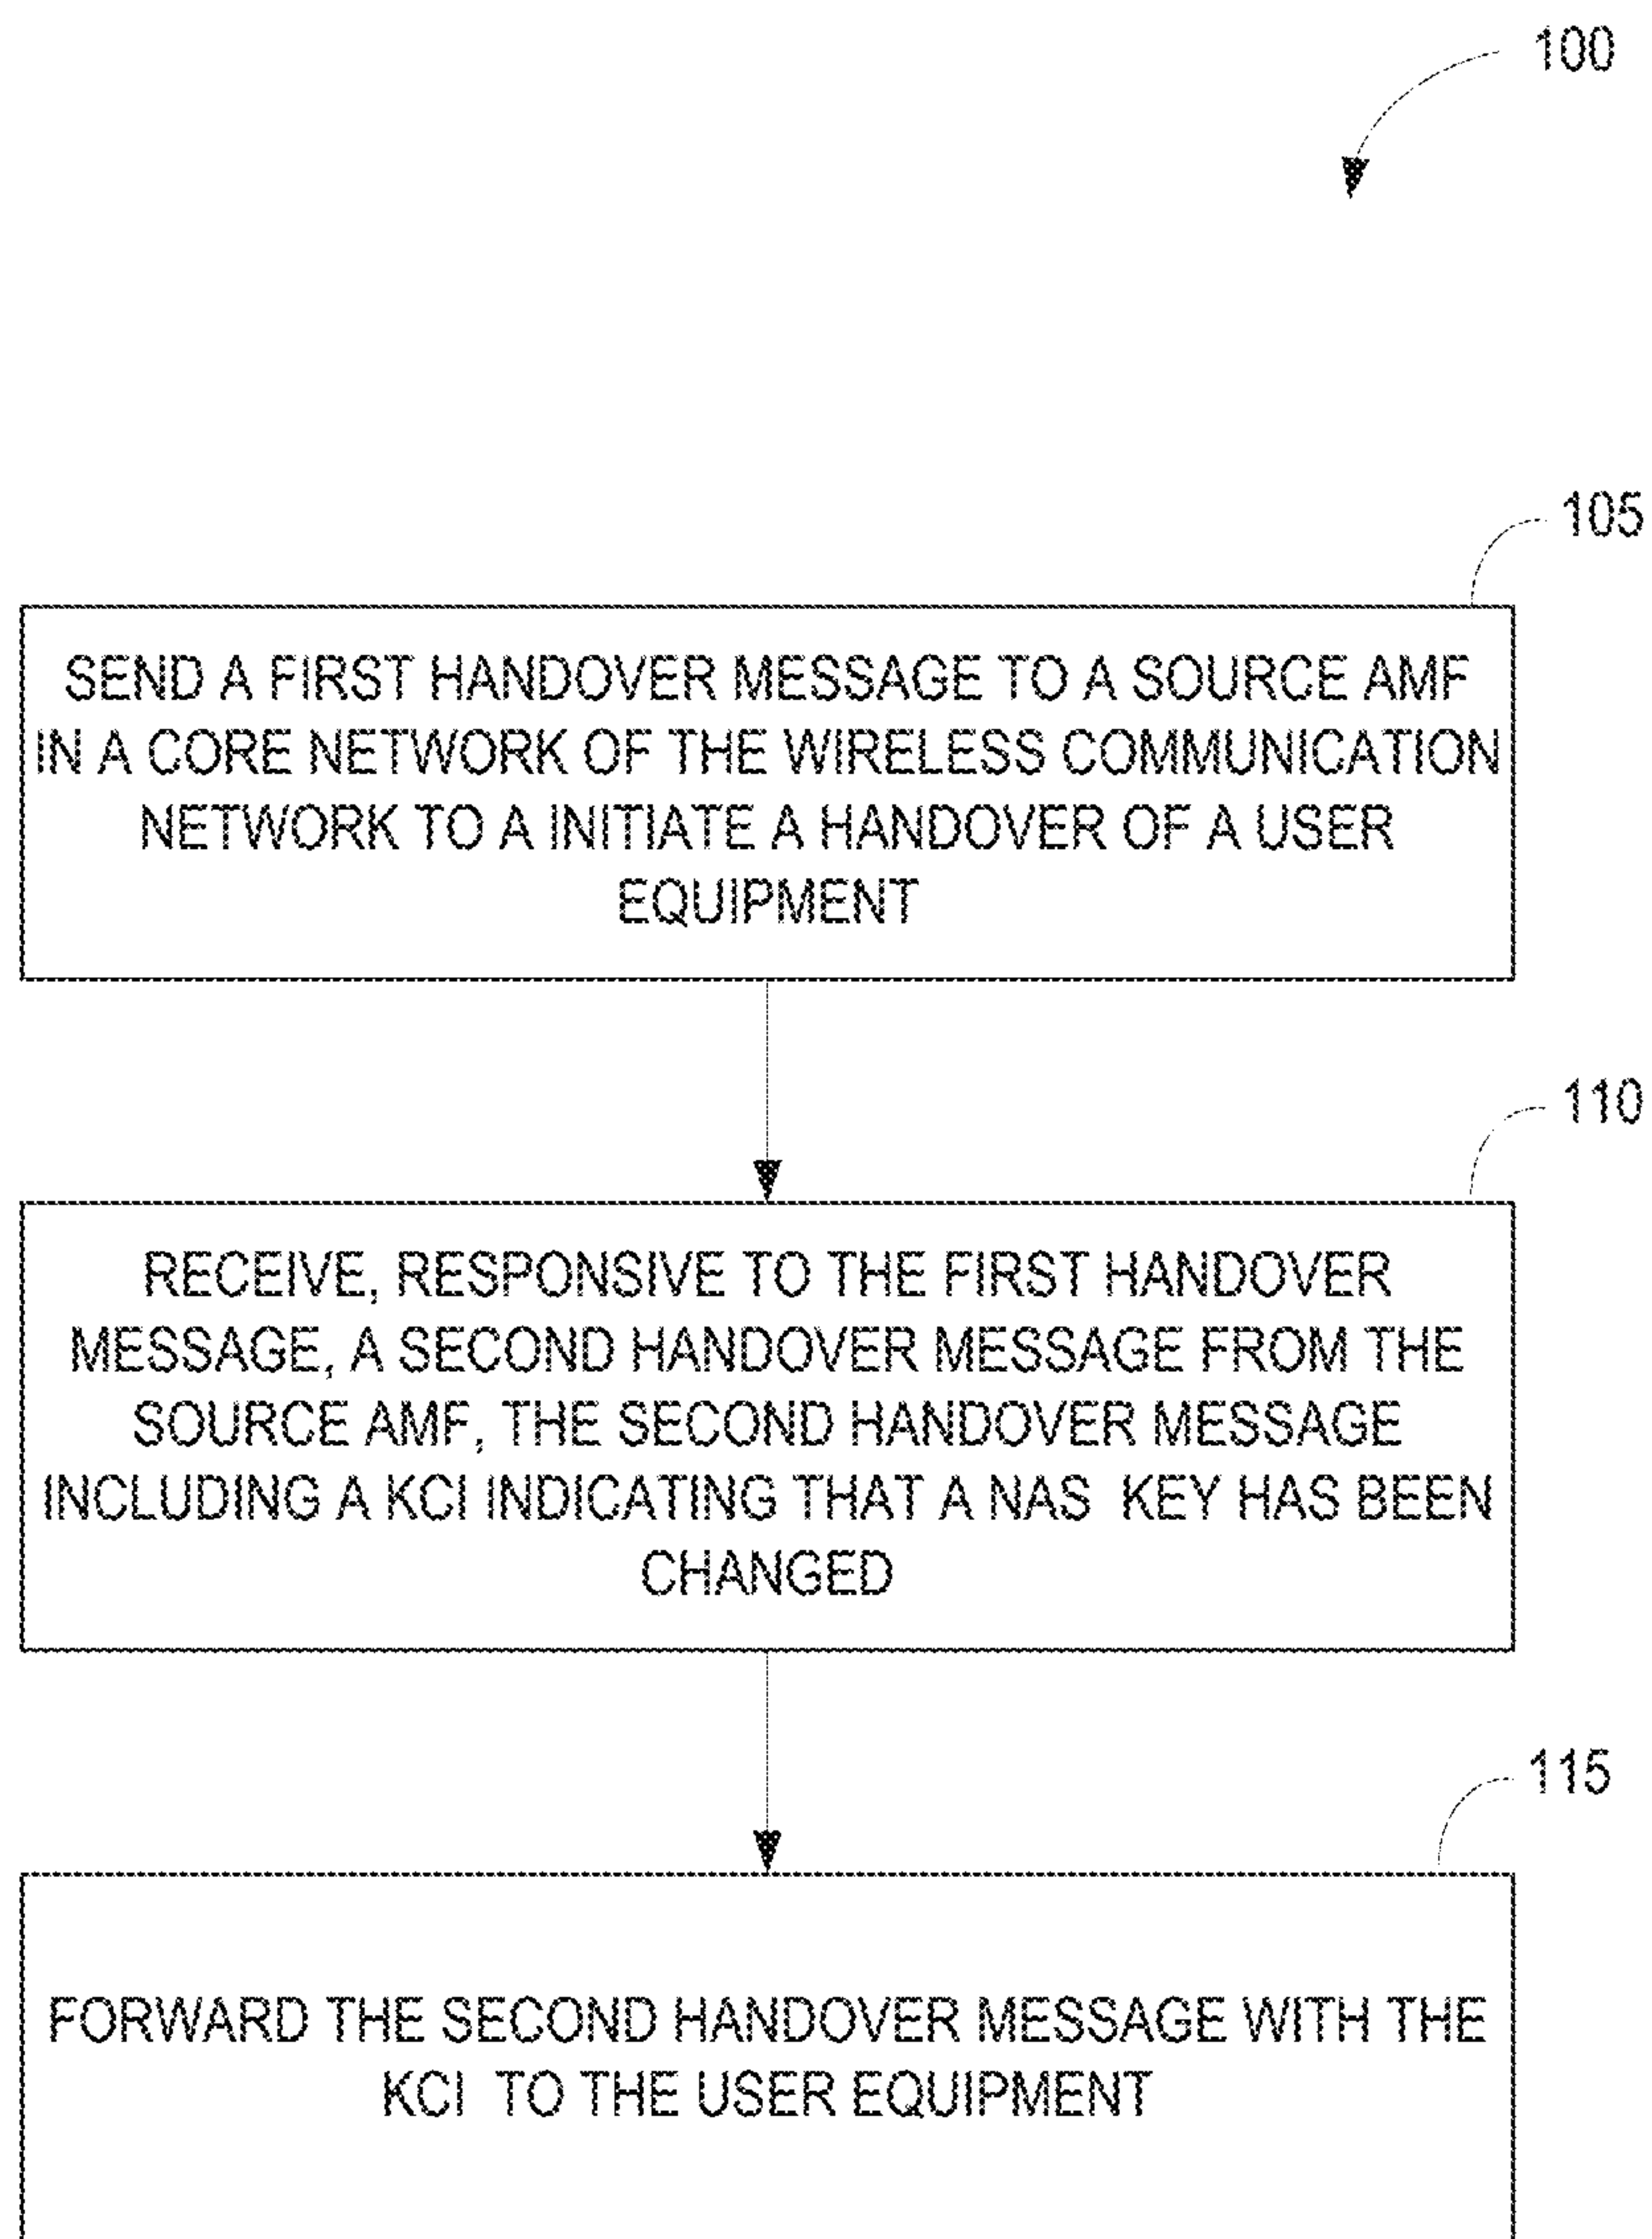 100
105
SEND A FIRST HANDOVER MESSAGE TO A SOURCE AMF
IN A CORE NETWORK OF THE WIRELESS COMMUNICATION
NETWORK TO A INITIATE A HANDOVER OF A USER
EQUIPMENT
110
RECEIVE, RESPONSIVE TO THE FIRST HANDOVER
MESSAGE, A SECOND HANDOVER MESSAGE FROM THE
SOURCE AMF, THE SECOND HANDOVER MESSAGE
INCLUDING A KCI INDICATING THAT A NAS KEY HAS BEEN
CHANGED
115
FORWARD THE SECOND HANDOVER MESSAGE WITH THE
KCI TO THE USER EQUIPMENT